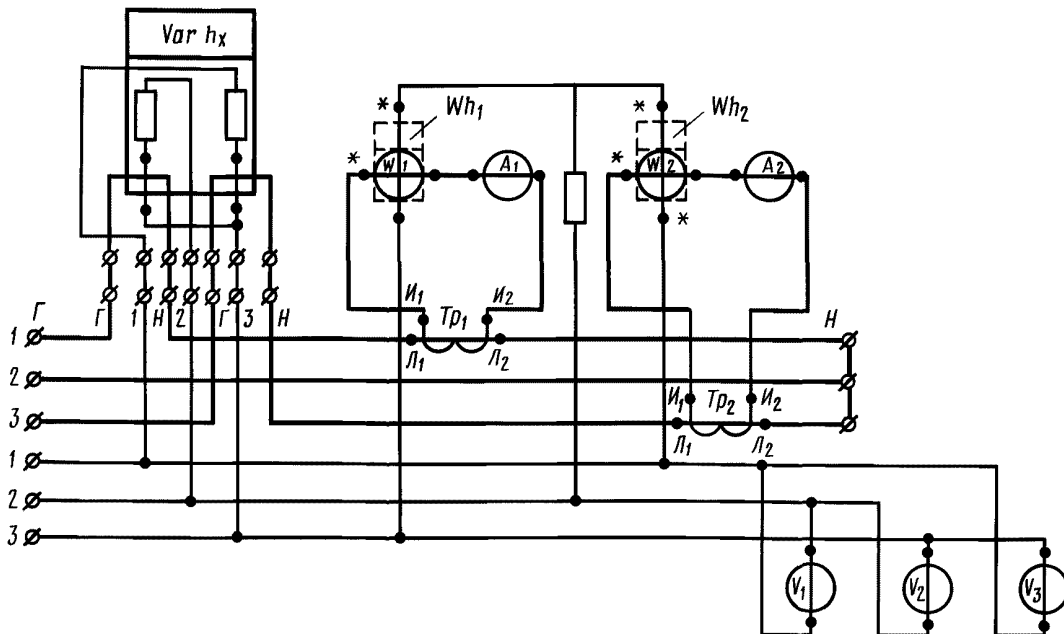 Var hx
* Wh1 * Wh2
* W1 A1 * W2 A2
*
И1 И2
Г Г 1 Н 2 Г 3 Н Тр1 Н
1
Л1 Л2
2
И1 Тр2 И2
3
Л1 Л2
1
2
3
V1 V2 V3